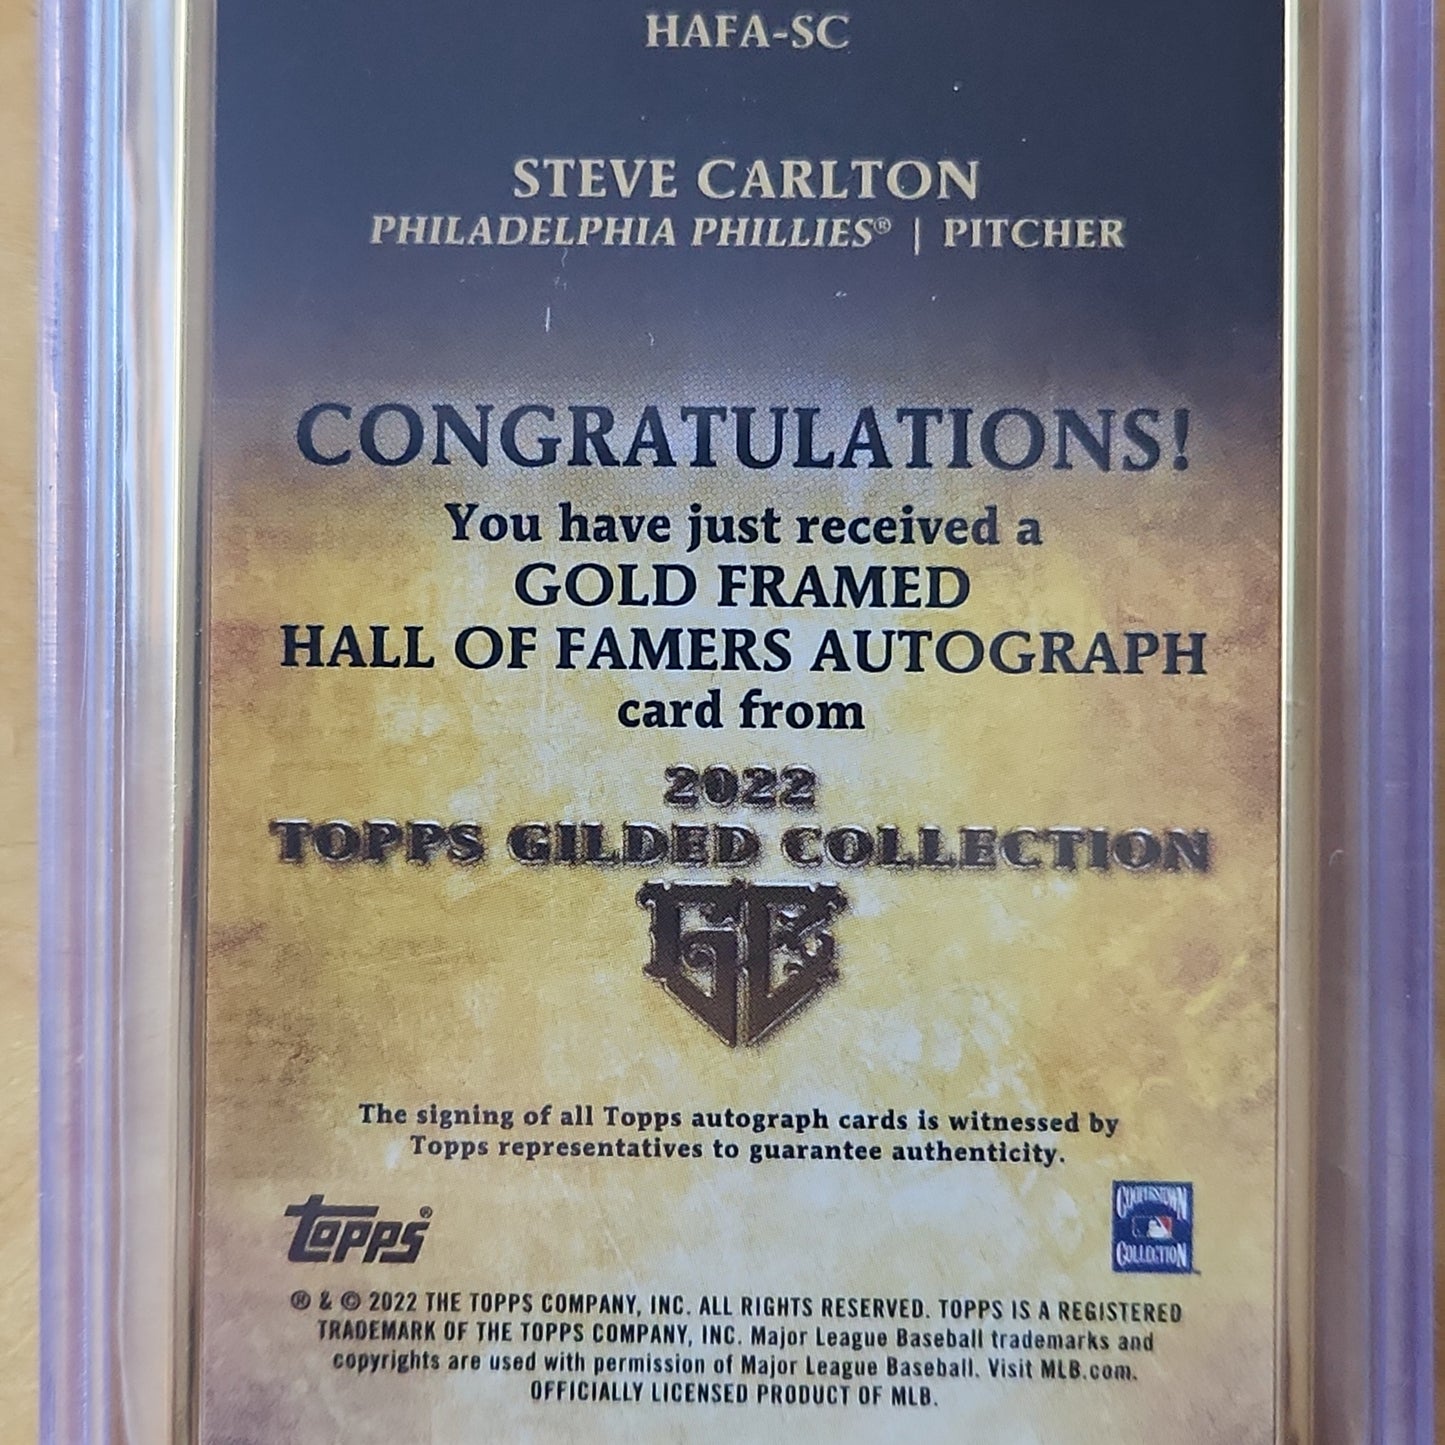 HAFA-SC
STEVE CARLTON
PHILADELPHIA PHILLIES® | PITCHER
CONGRATULATIONS!
You have just received a
GOLD FRAMED
HALL OF FAMERS AUTOGRAPH
card from
2022
TOPPS GILDED COLLECTION
GC
The signing of all Topps autograph cards is witnessed by
Topps representatives to guarantee authenticity.
topps®
COOPERSTOWN
COLLECTION
® & © 2022 THE TOPPS COMPANY, INC. ALL RIGHTS RESERVED. TOPPS IS A REGISTERED
TRADEMARK OF THE TOPPS COMPANY, INC. Major League Baseball trademarks and
copyrights are used with permission of Major League Baseball. Visit MLB.com.
OFFICIALLY LICENSED PRODUCT OF MLB.